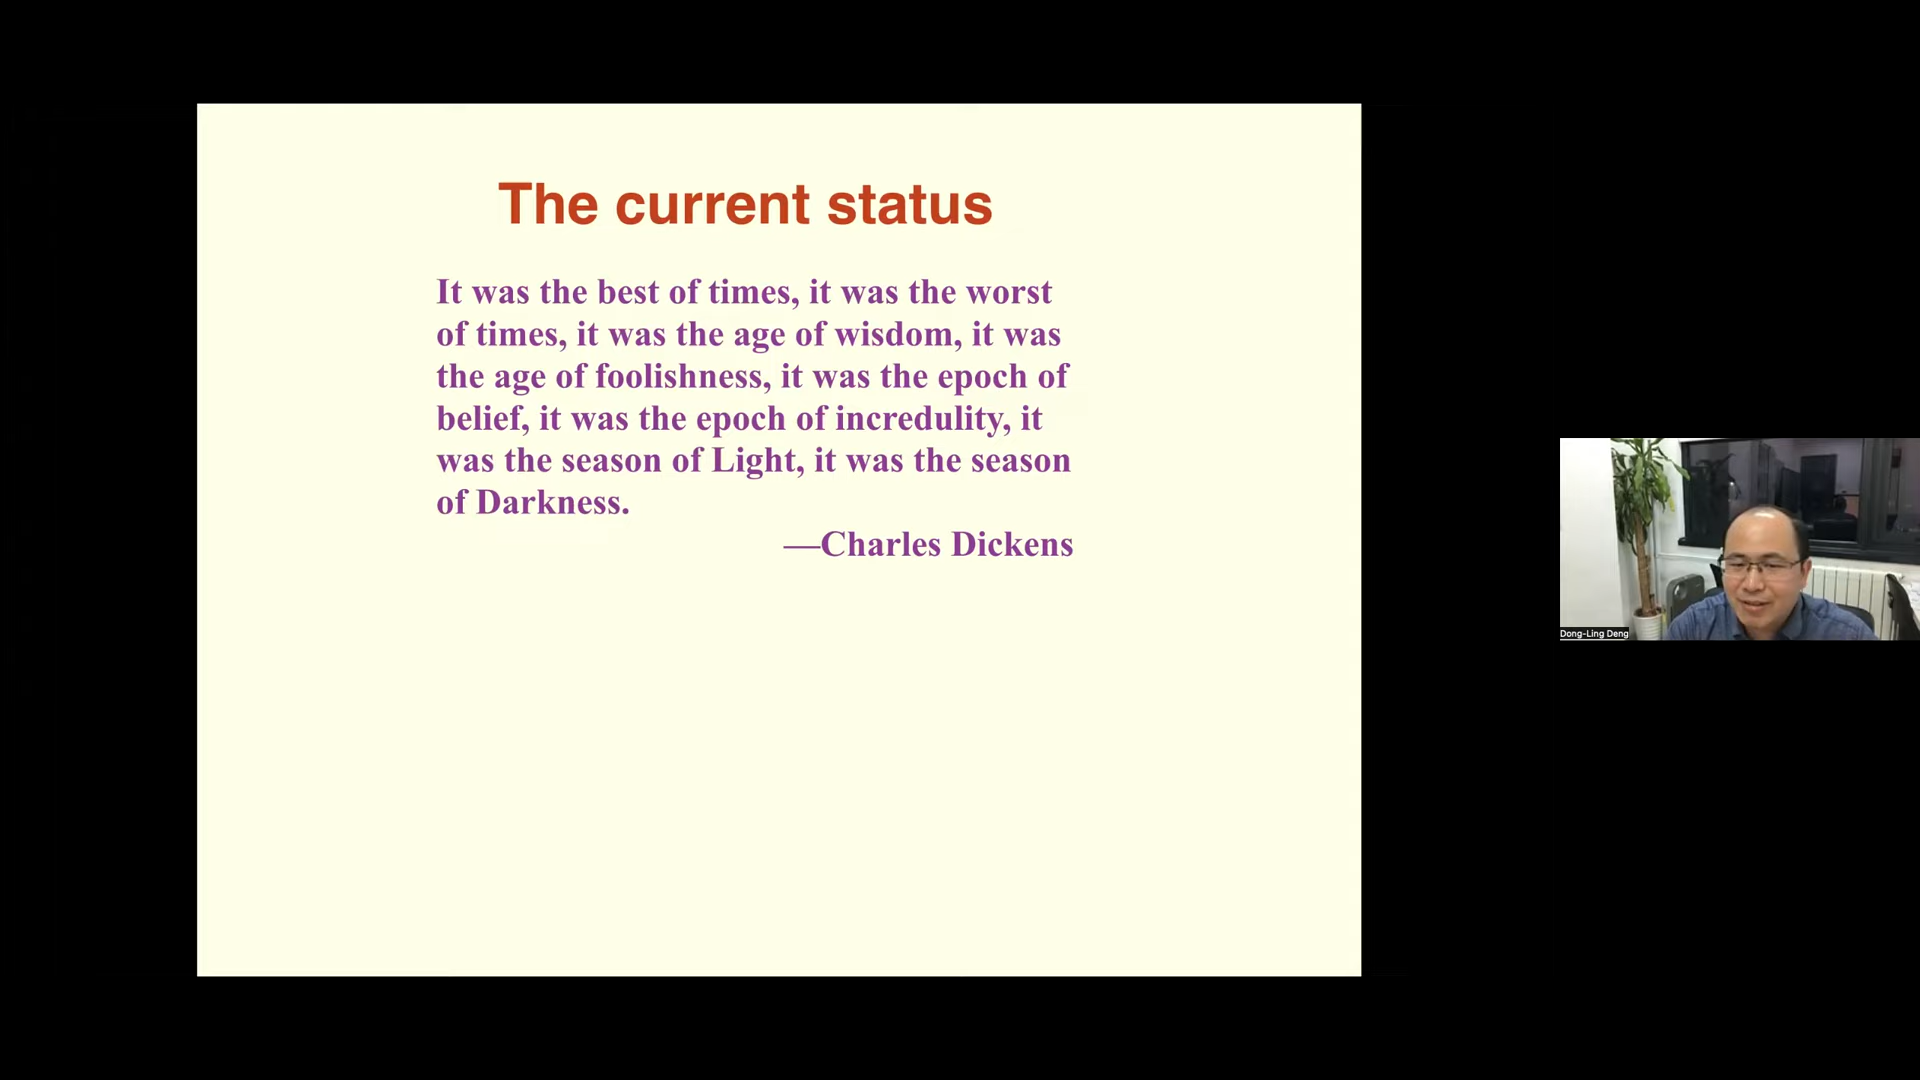 The current status
It was the best of times, it was the worst
of times, it was the age of wisdom, it was
the age of foolishness, it was the epoch of
belief, it was the epoch of incredulity, it
was the season of Light, it was the season
of Darkness.
—Charles Dickens
Dong-Ling Deng